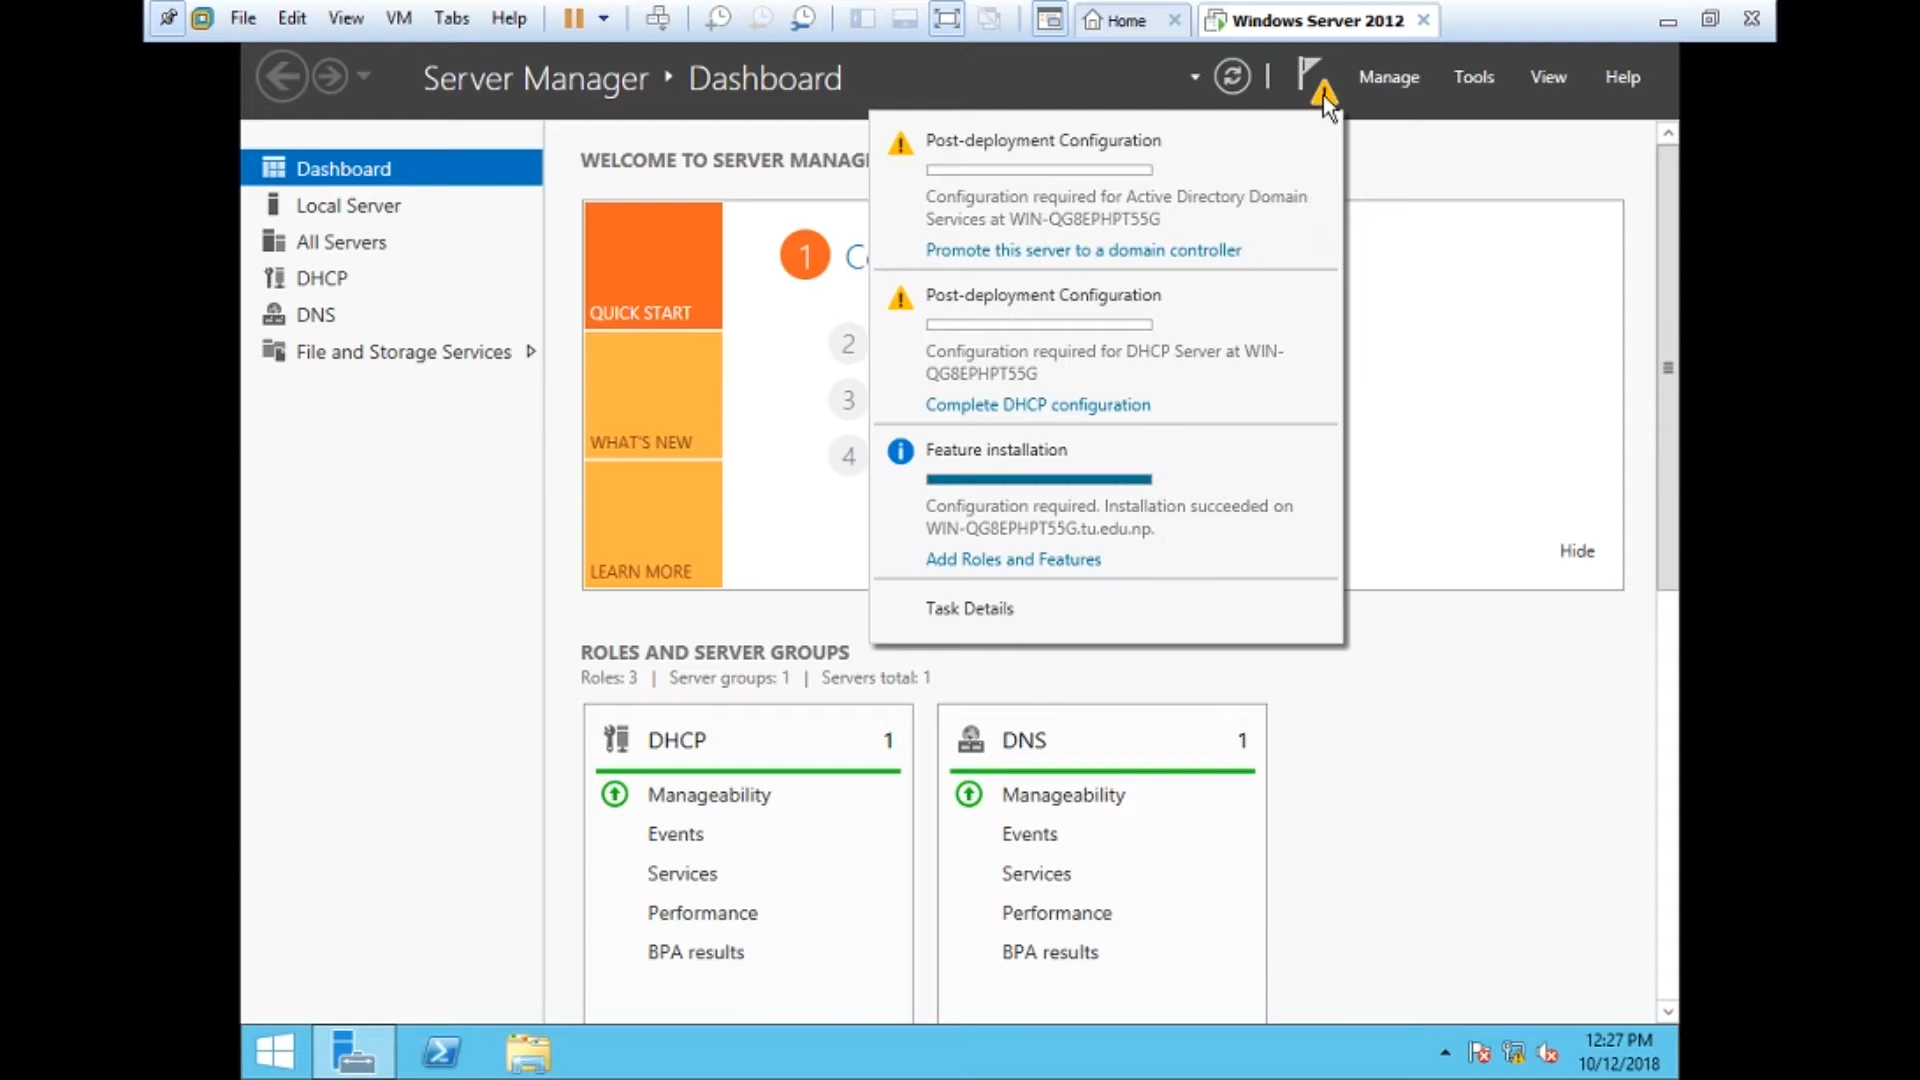 File Edit View VM Tabs Help
Home
Windows Server 2012
Server Manager • Dashboard
Manage Tools View Help
Dashboard
Local Server
All Servers
DHCP
DNS
File and Storage Services
WELCOME TO SERVER MANAG
QUICK START
WHAT'S NEW
LEARN MORE
1
2
3
4
Hide
Post-deployment Configuration
Configuration required for Active Directory Domain
Services at WIN-QG8EPHPT55G
Promote this server to a domain controller
Post-deployment Configuration
Configuration required for DHCP Server at WIN-
QG8EPHPT55G
Complete DHCP configuration
Feature installation
Configuration required. Installation succeeded on
WIN-QG8EPHPT55G.tu.edu.np.
Add Roles and Features
Task Details
ROLES AND SERVER GROUPS
Roles: 3 | Server groups: 1 | Servers total: 1
DHCP 1
Manageability
Events
Services
Performance
BPA results
DNS 1
Manageability
Events
Services
Performance
BPA results
12:27 PM
10/12/2018